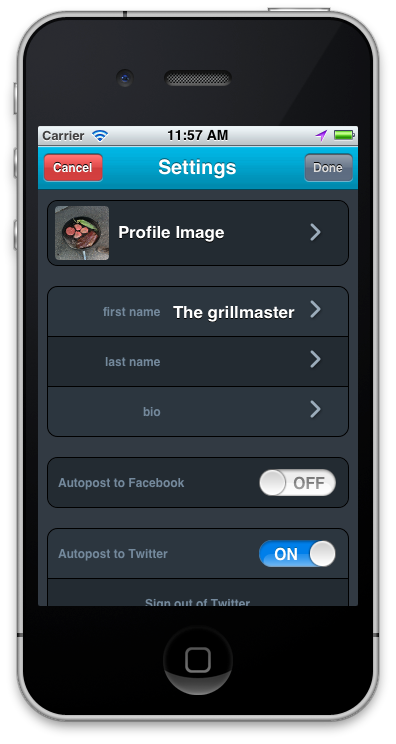 Carrier 11:57 AM
Cancel Settings Done
Profile Image
first name The grillmaster
last name
bio
Autopost to Facebook OFF
Autopost to Twitter ON
Sign out of Twitter